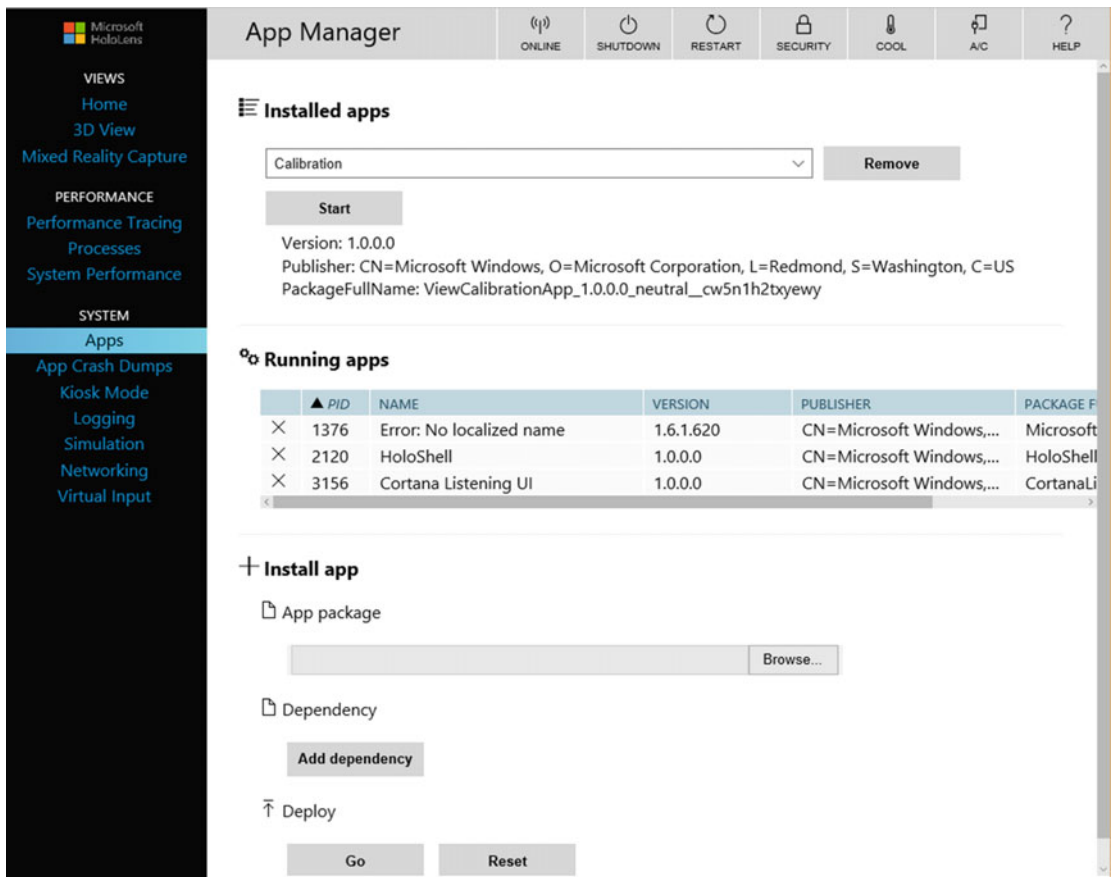 Microsoft
HoloLens
VIEWS
Home
3D View
Mixed Reality Capture
PERFORMANCE
Performance Tracing
Processes
System Performance
SYSTEM
Apps
App Crash Dumps
Kiosk Mode
Logging
Simulation
Networking
Virtual Input
App Manager
ONLINE
SHUTDOWN
RESTART
SECURITY
COOL
A/C
? HELP
Installed apps
Calibration
Remove
Start
Version: 1.0.0.0
Publisher: CN=Microsoft Windows, O=Microsoft Corporation, L=Redmond, S=Washington, C=US
PackageFullName: ViewCalibrationApp_1.0.0.0_neutral__cw5n1h2txyewy
Running apps
PID NAME VERSION PUBLISHER PACKAGE F
1376 Error: No localized name 1.6.1.620 CN=Microsoft Windows,... Microsoft
2120 HoloShell 1.0.0.0 CN=Microsoft Windows,... HoloShell
3156 Cortana Listening UI 1.0.0.0 CN=Microsoft Windows,... CortanaLi
Install app
App package
Browse...
Dependency
Add dependency
Deploy
Go Reset